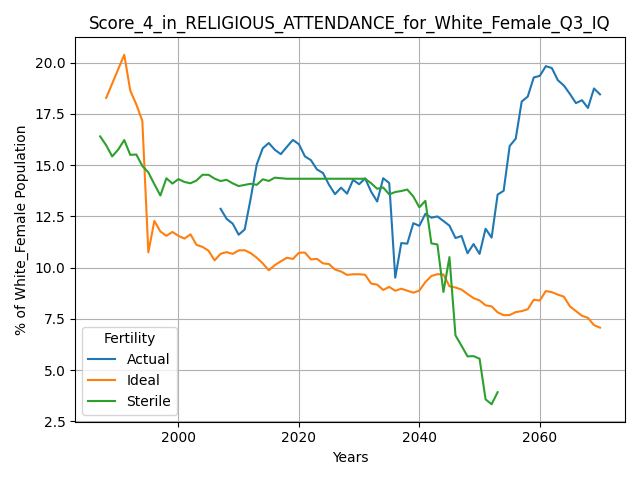 Score_4_in_RELIGIOUS_ATTENDANCE_for_White_Female_Q3_IQ
% of White_Female Population
20.0
17.5
15.0
12.5
10.0
7.5
5.0
2.5
Fertility
Actual
Ideal
Sterile
2000
2020
2040
2060
Years